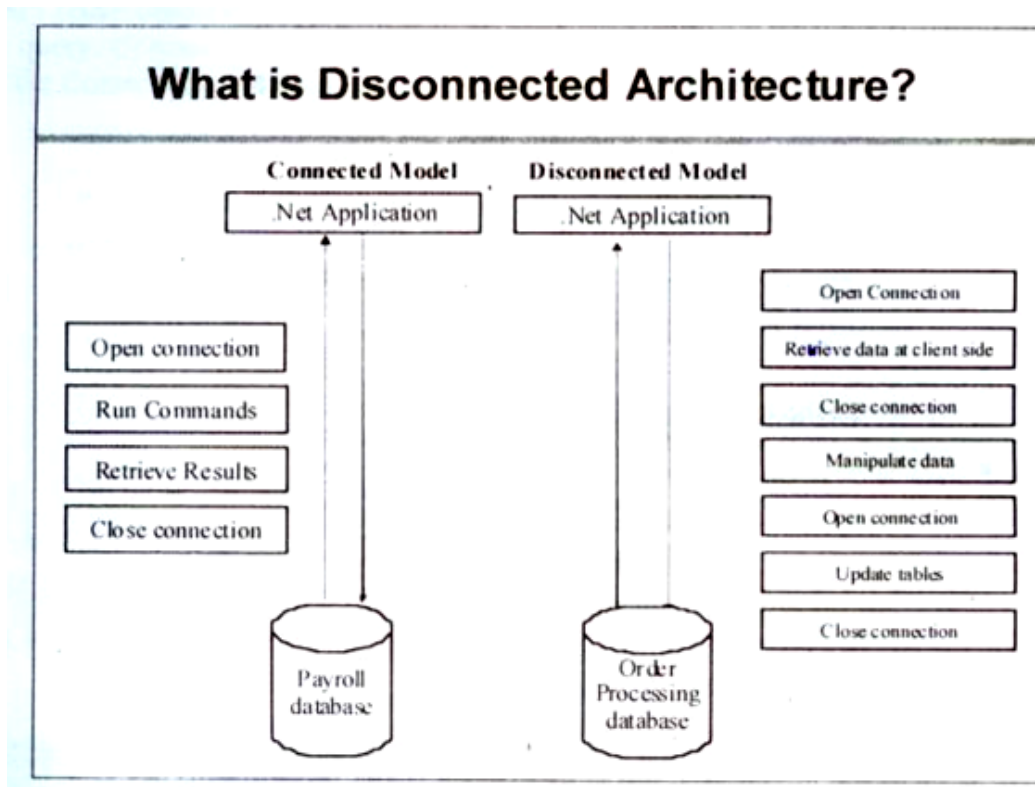 What is Disconnected Architecture?
Connected Model
.Net Application
Open connection
Run Commands
Retrieve Results
Close connection
Payroll
database
Disconnected Model
.Net Application
Open Connection
Retrieve data at client side
Close connection
Manipulate data
Open connection
Update tables
Close connection
Order
Processing
database